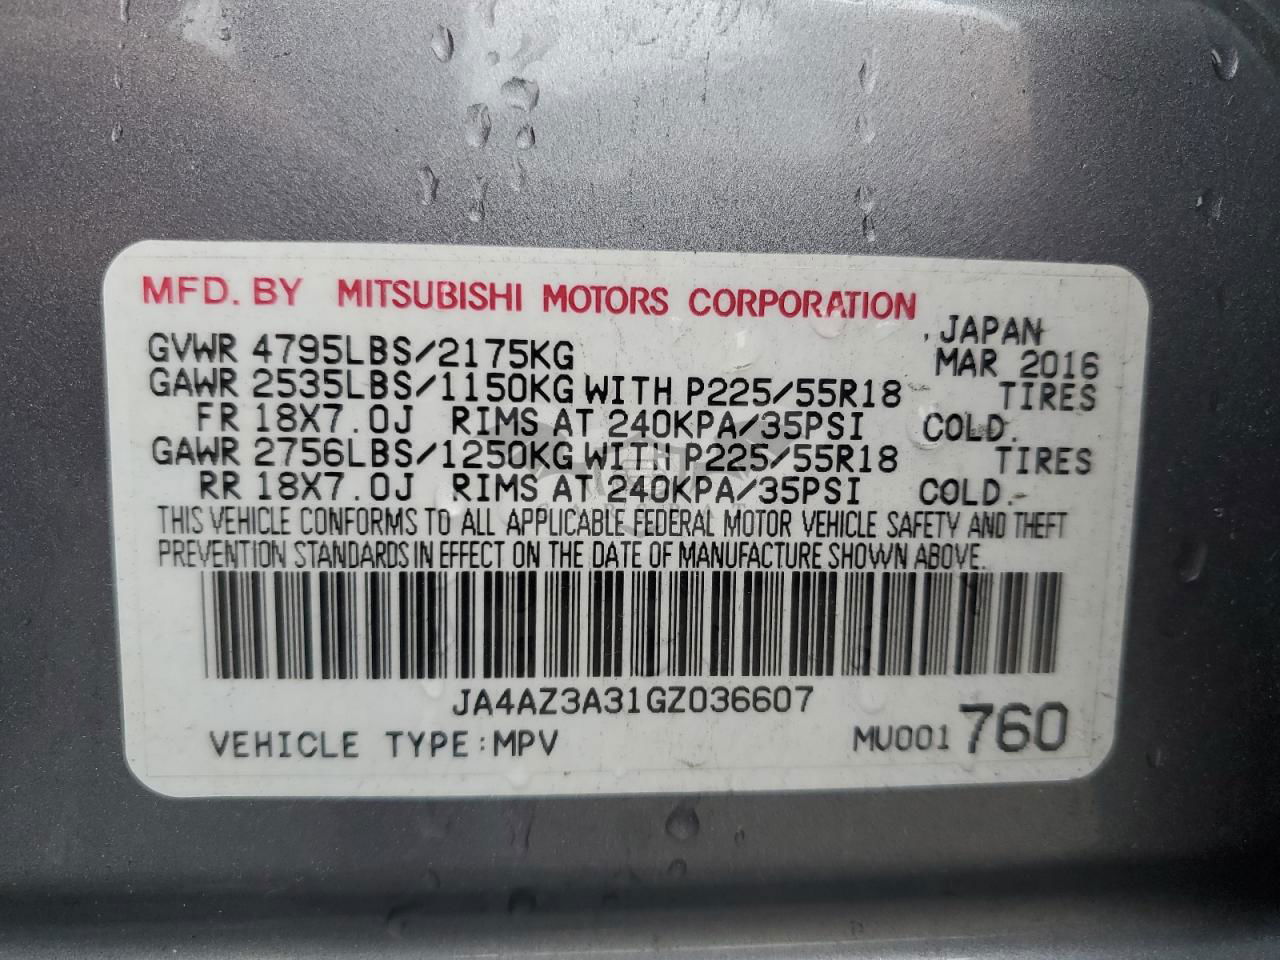 MFD. BY MITSUBISHI MOTORS CORPORATION
JAPAN
GVWR 4795LBS/2175KG MAR 2016
GAWR 2535LBS/1150KG WITH P225/55R18 TIRES
FR 18X7.0J RIMS AT 240KPA/35PSI COLD.
GAWR 2756LBS/1250KG WITH P225/55R18 TIRES
RR 18X7.0J RIMS AT 240KPA/35PSI COLD.
THIS VEHICLE CONFORMS TO ALL APPLICABLE FEDERAL MOTOR VEHICLE SAFETY AND THEFT
PREVENTION STANDARDS IN EFFECT ON THE DATE OF MANUFACTURE SHOWN ABOVE.
JA4AZ3A31GZ036607
VEHICLE TYPE:MPV MU001 760